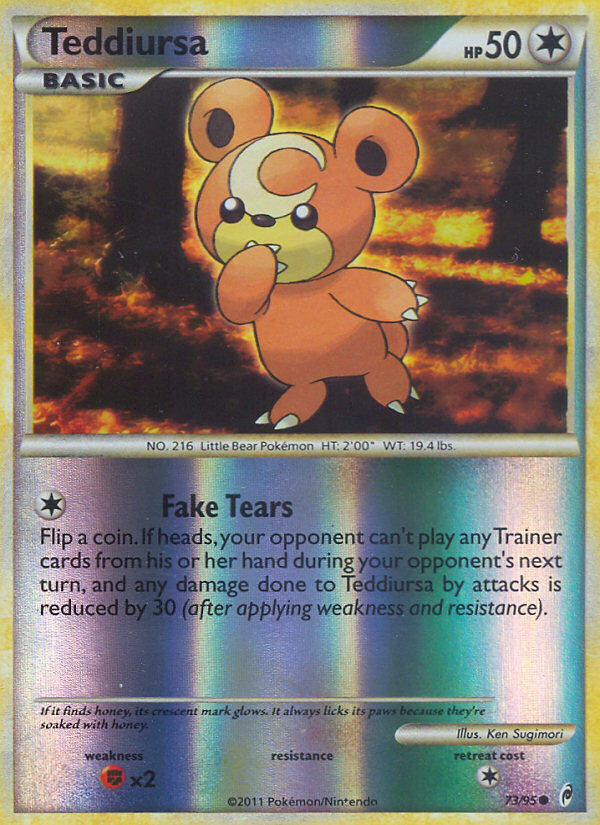 Teddiursa
HP 50
BASIC
NO. 216 Little Bear Pokémon HT: 2'00" WT: 19.4 lbs.
Fake Tears
Flip a coin. If heads, your opponent can't play any Trainer
cards from his or her hand during your opponent's next
turn, and any damage done to Teddiursa by attacks is
reduced by 30 (after applying weakness and resistance).
If it finds honey, its crescent mark glows. It always licks its paws because they're
soaked with honey.
Illus. Ken Sugimori
weakness resistance retreat cost
x2
©2011 Pokémon/Nintendo 73/95